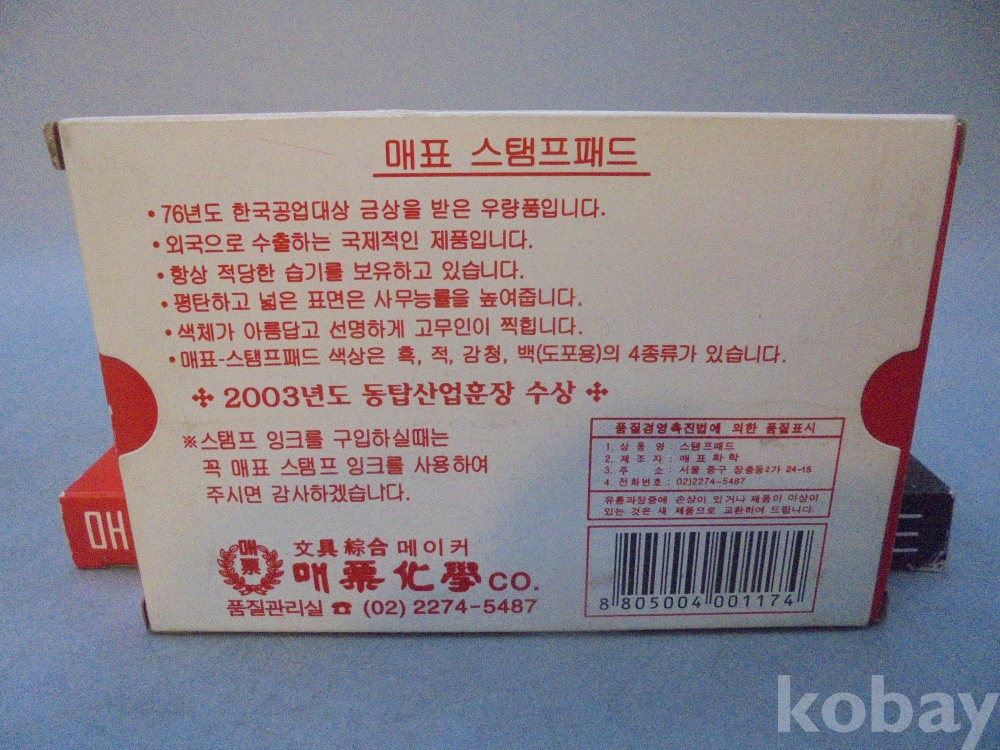 매표 스탬프패드
• 76년도 한국공업대상 금상을 받은 우량품입니다.
• 외국으로 수출하는 국제적인 제품입니다.
• 항상 적당한 습기를 보유하고 있습니다.
• 평탄하고 넓은 표면은 사무능률을 높여줍니다.
• 색체가 아름답고 선명하게 고무인이 찍힙니다.
• 매표-스탬프패드 색상은 흑, 적, 감청, 백(도포용)의 4종류가 있습니다.
✣ 2003년도 동탑산업훈장 수상 ✣
※스탬프 잉크를 구입하실때는
꼭 매표 스탬프 잉크를 사용하여
주시면 감사하겠습니다.
품질경영촉진법에 의한 품질표시
1. 상 품 명 : 스탬프패드
2. 제 조 자 : 매표화학
3. 주 소 : 서울 중구 장충동2가 24-15
4. 전화번호 : 02)2274-5487
유통과정중에 손상이 있거나 제품이 이상이
있는 것은 새 제품으로 교환하여 드립니다.
매票
文具 綜合 메이커
매票化學CO.
품질관리실 ☎ (02) 2274-5487
8 805004 001174
매
드
kobay